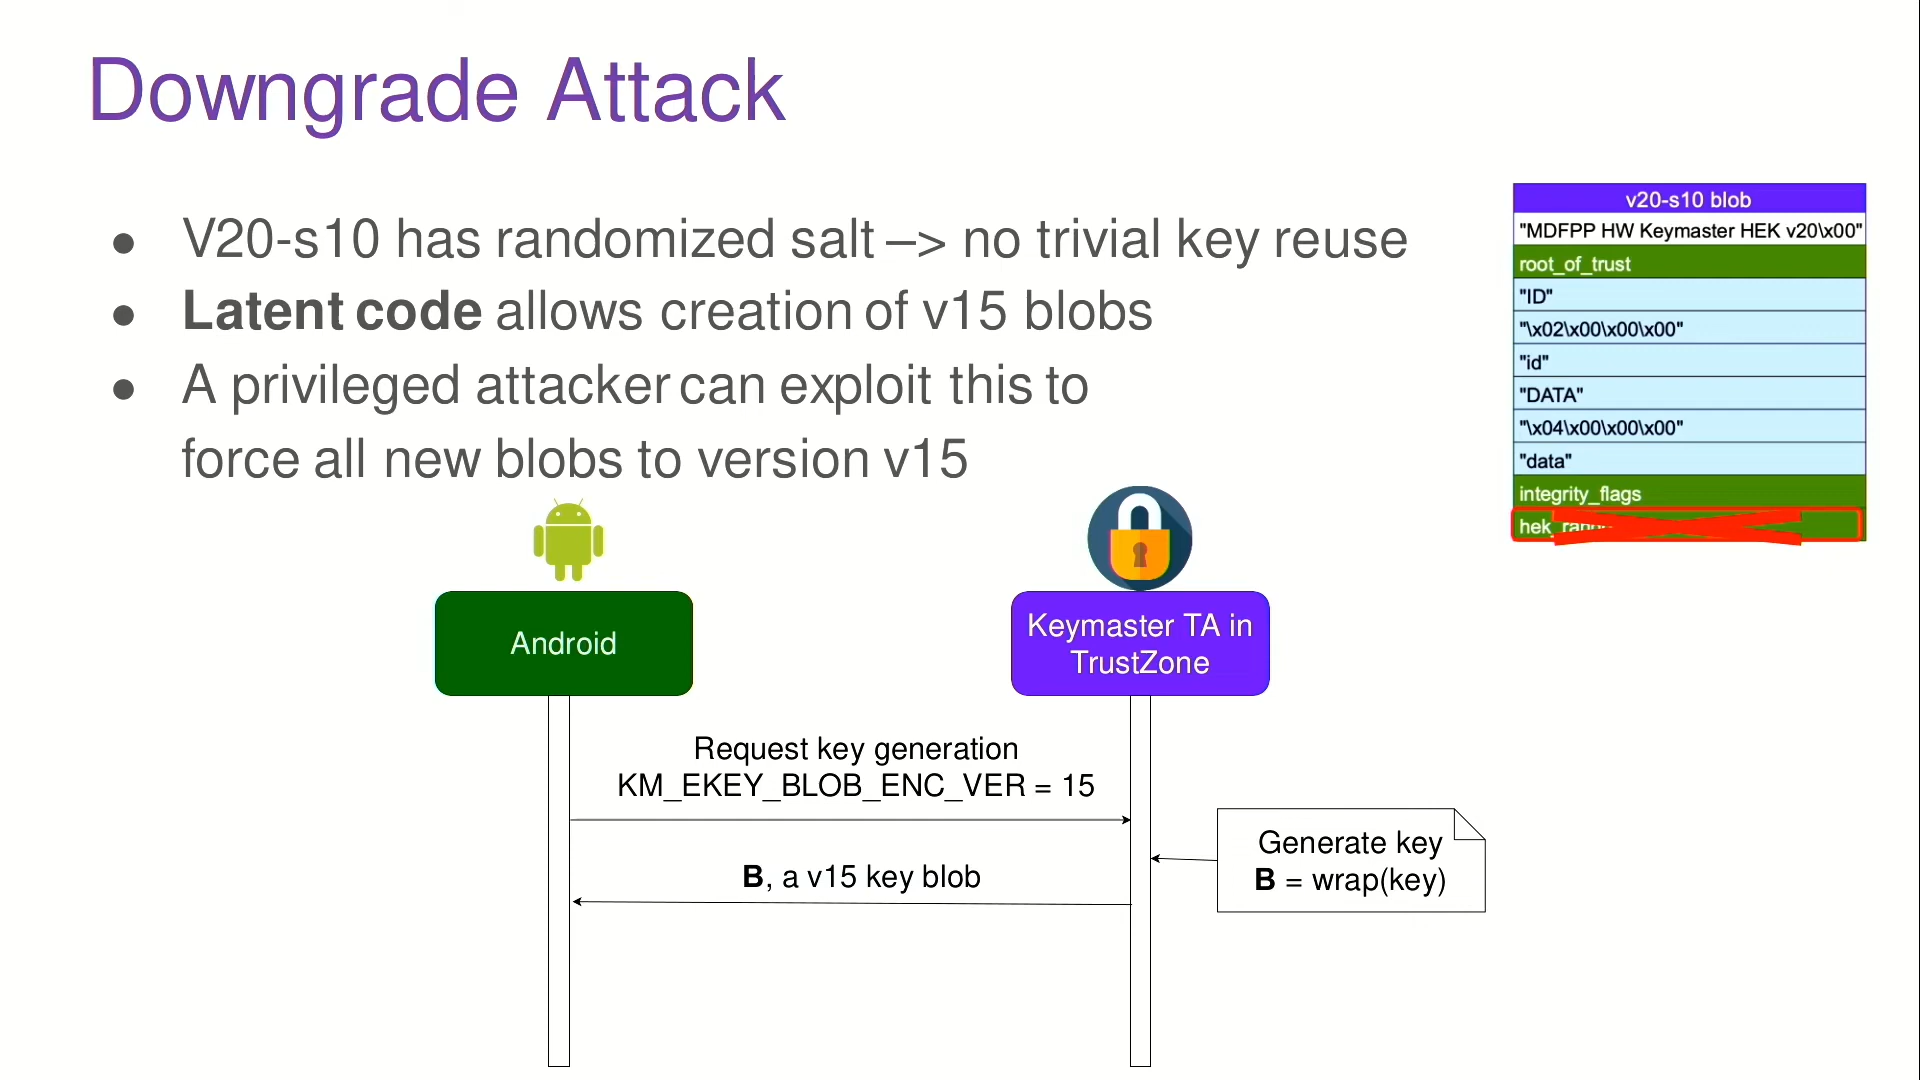 Downgrade Attack
● V20-s10 has randomized salt –> no trivial key reuse
● Latent code allows creation of v15 blobs
● A privileged attacker can exploit this to
force all new blobs to version v15
v20-s10 blob
"MDFPP HW Keymaster HEK v20\x00"
root_of_trust
"ID"
"\x02\x00\x00\x00"
"id"
"DATA"
"\x04\x00\x00\x00"
"data"
integrity_flags
Android
Keymaster TA in
TrustZone
Request key generation
KM_EKEY_BLOB_ENC_VER = 15
Generate key
B = wrap(key)
B, a v15 key blob